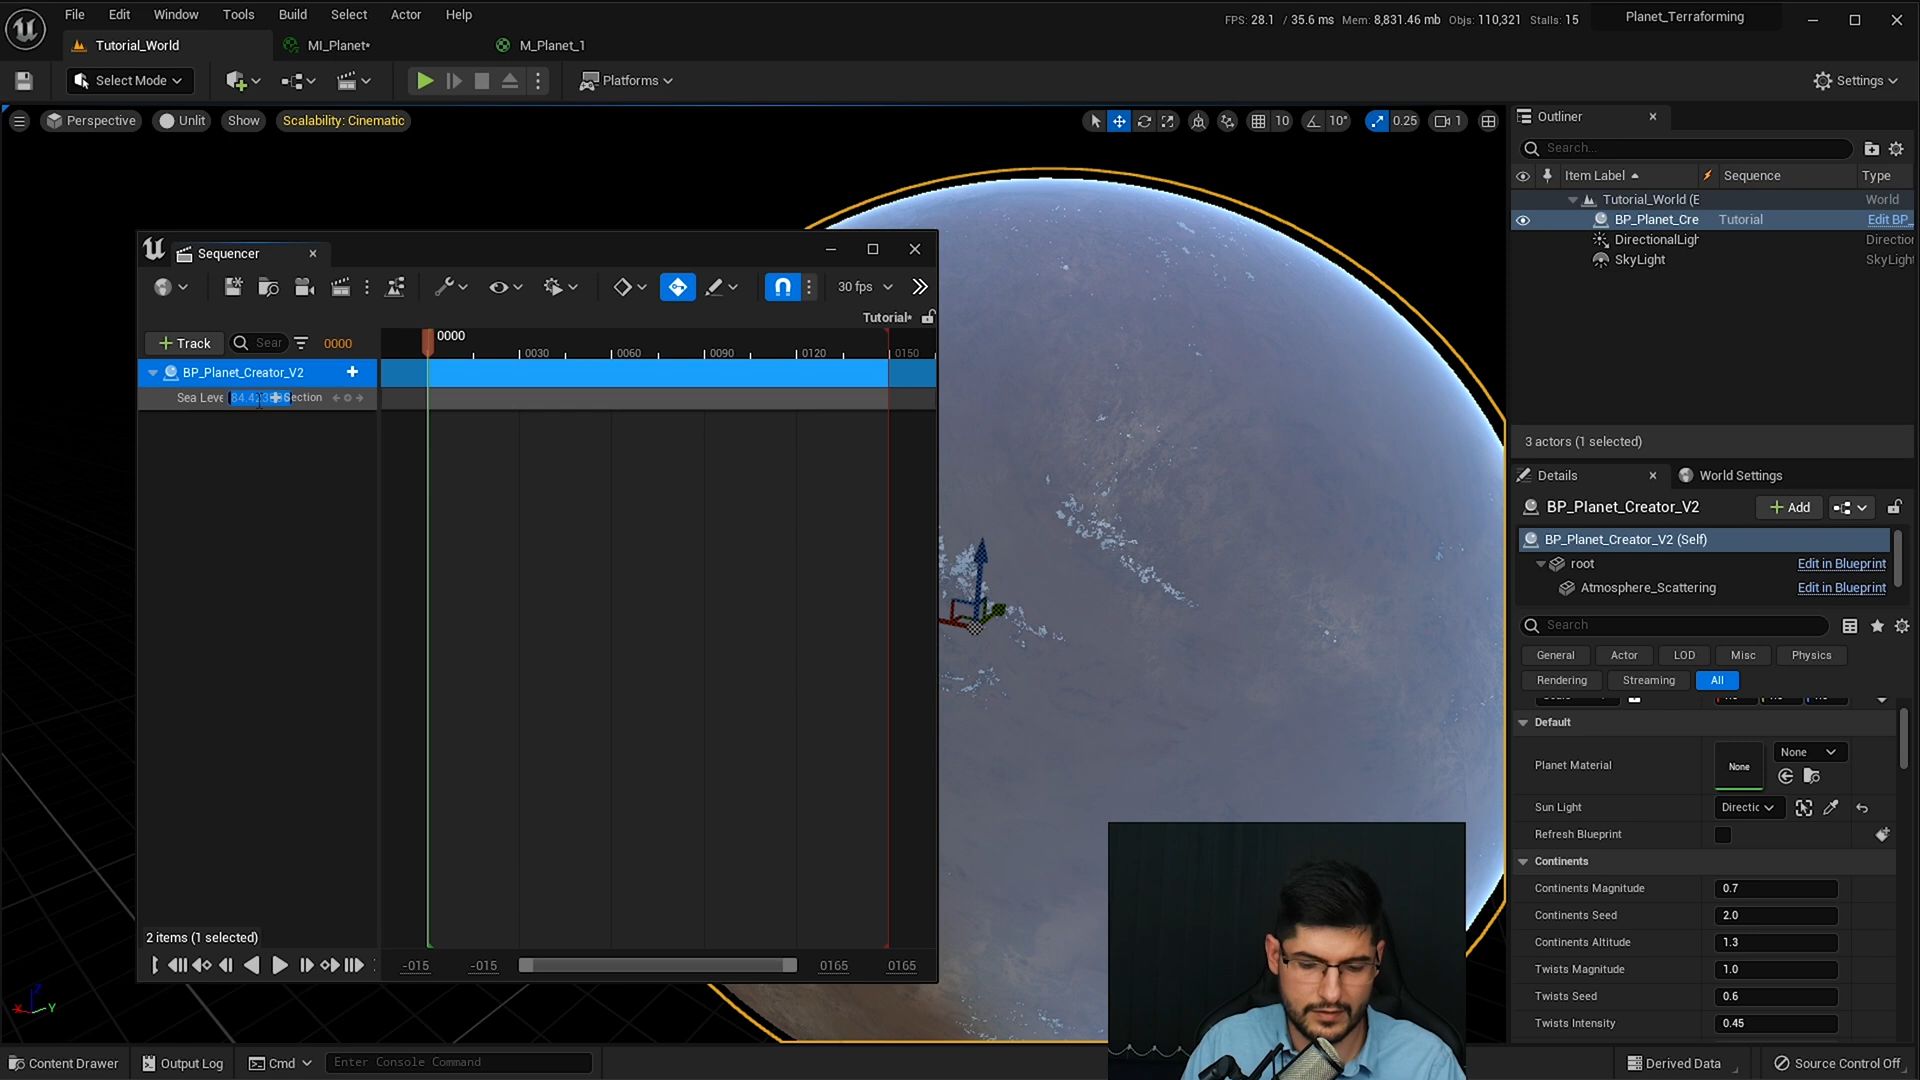 File Edit Window Tools Build Select Actor Help
FPS: 28.1 / 35.6 ms Mem: 8,831.46 mb Objs: 110,321 Stalls: 15
Planet_Terraforming
Tutorial_World
MI_Planet*
M_Planet_1
Select Mode
Platforms
Settings
Perspective
Unlit
Show
Scalability: Cinematic
10
10°
0.25
1
Outliner
Search...
Item Label
Sequence
Type
Tutorial_World (E
World
BP_Planet_Cre
Tutorial
Edit BP_
DirectionalLigh
Direction
SkyLight
SkyLight
3 actors (1 selected)
Sequencer
30 fps
Tutorial*
Track
Sear
0000
0000
0030
0060
0090
0120
0150
BP_Planet_Creator_V2
Sea Leve
Section
2 items (1 selected)
-015
-015
0165
0165
Details
World Settings
BP_Planet_Creator_V2
Add
BP_Planet_Creator_V2 (Self)
root
Edit in Blueprint
Atmosphere_Scattering
Edit in Blueprint
Search
General
Actor
LOD
Misc
Physics
Rendering
Streaming
All
Default
Planet Material
None
None
Sun Light
Directic
Refresh Blueprint
Continents
Continents Magnitude
0.7
Continents Seed
2.0
Continents Altitude
1.3
Twists Magnitude
1.0
Twists Seed
0.6
Twists Intensity
0.45
Content Drawer
Output Log
Cmd
Enter Console Command
Derived Data
Source Control Off
X
Y
Z